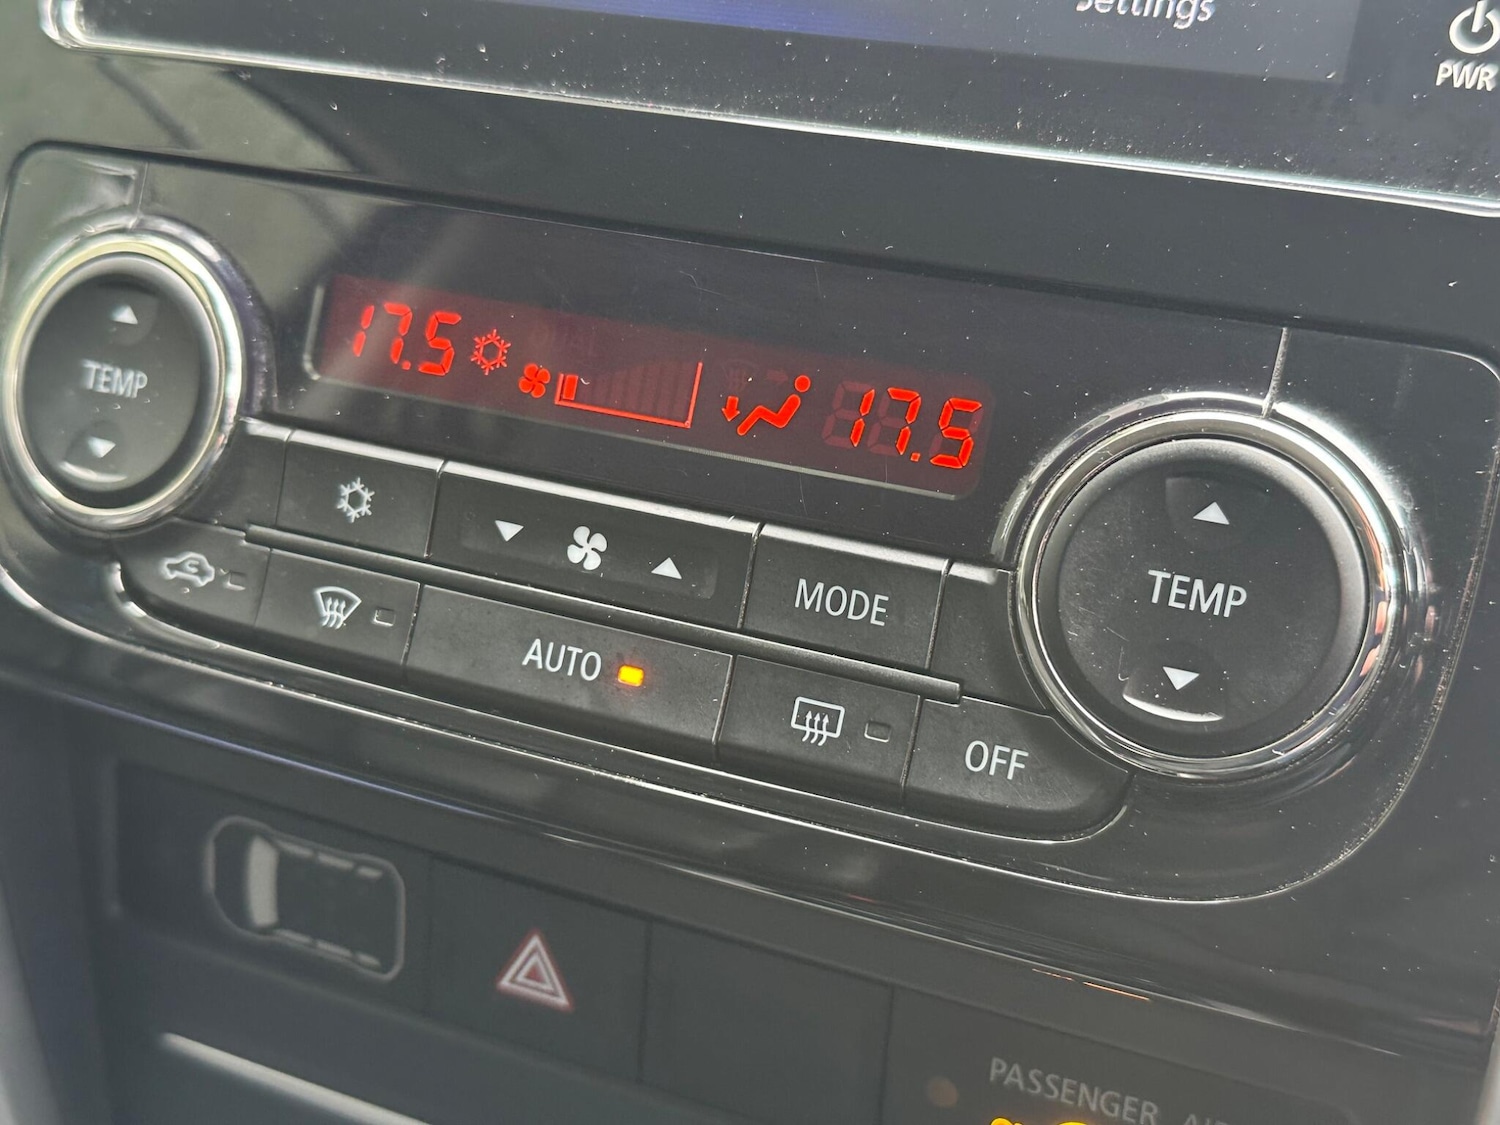 Settings
PWR
17.5 17.5
TEMP
MODE
TEMP
AUTO
OFF
PASSENGER